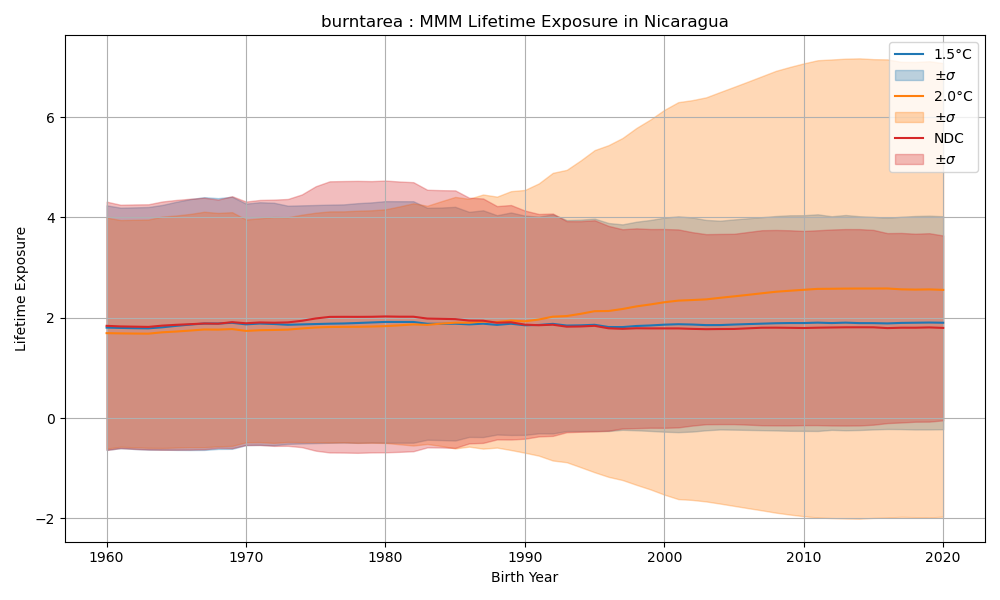 burntarea : MMM Lifetime Exposure in Nicaragua
1.5°C
±σ
2.0°C
±σ
NDC
±σ
6
4
2
0
−2
Lifetime Exposure
1960 1970 1980 1990 2000 2010 2020
Birth Year